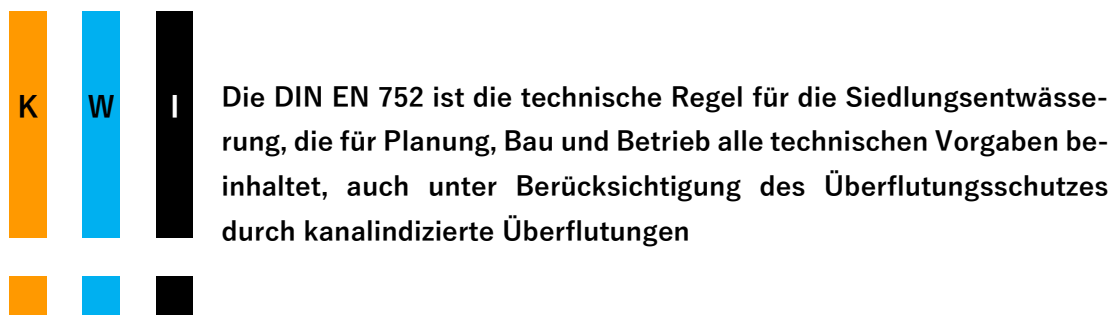 K W I
Die DIN EN 752 ist die technische Regel für die Siedlungsentwässe-
rung, die für Planung, Bau und Betrieb alle technischen Vorgaben be-
inhaltet, auch unter Berücksichtigung des Überflutungsschutzes
durch kanalindizierte Überflutungen